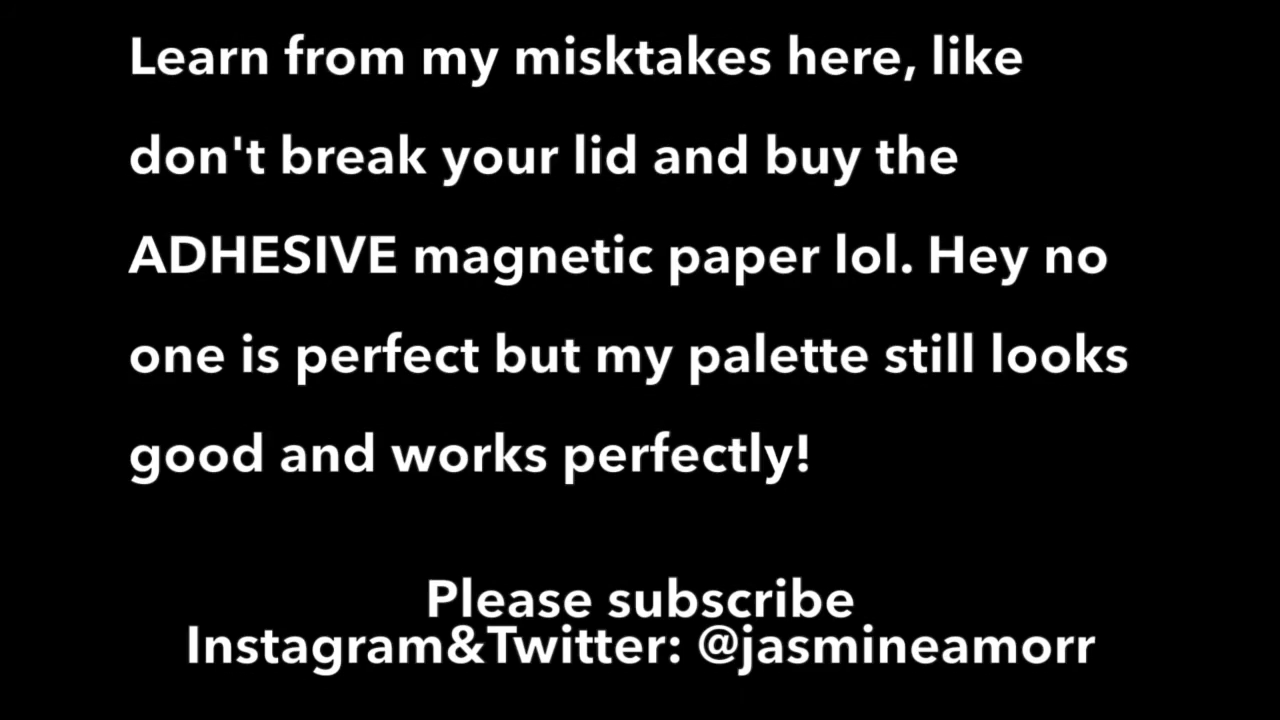 Learn from my misktakes here, like
don't break your lid and buy the
ADHESIVE magnetic paper lol. Hey no
one is perfect but my palette still looks
good and works perfectly!
Please subscribe
Instagram&Twitter: @jasmineamorr